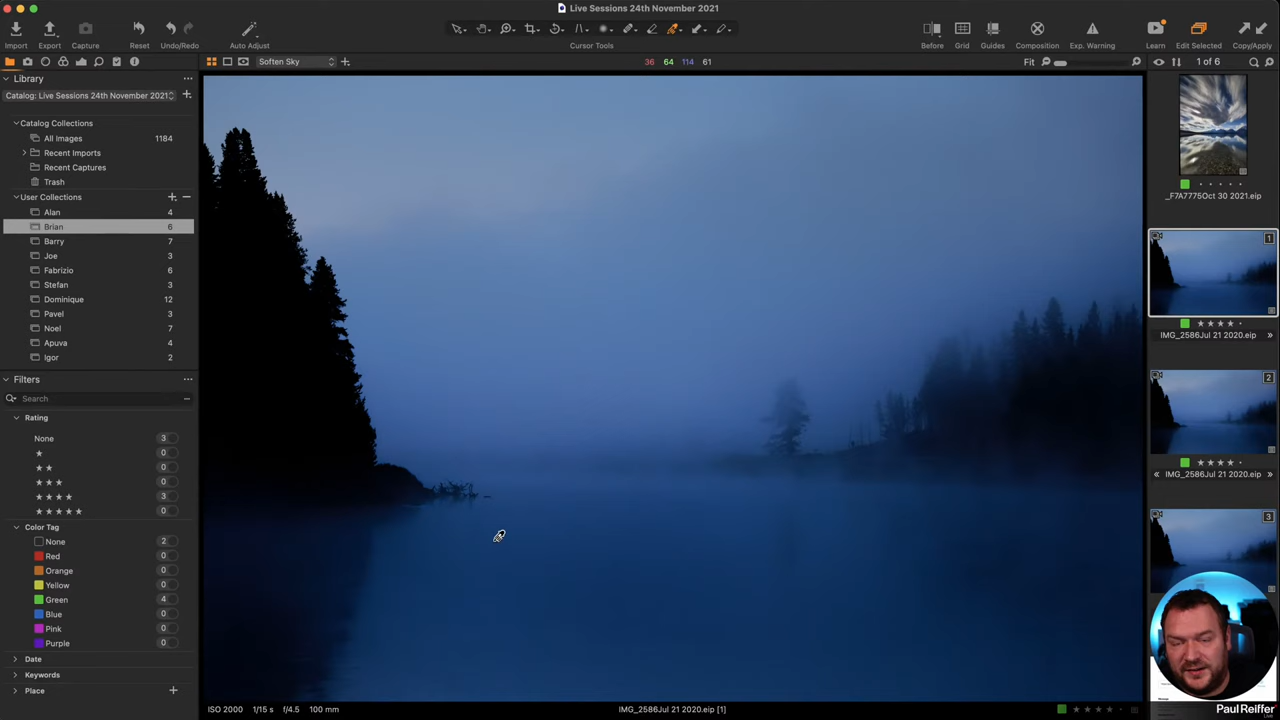 Live Sessions 24th November 2021
Import Export Capture Reset Undo/Redo Auto Adjust Cursor Tools Before Grid Guides Composition Exp. Warning Learn Edit Selected Copy/Apply
Soften Sky
36 64 114 61
Fit
1 of 6
Library
Catalog: Live Sessions 24th November 2021
Catalog Collections
All Images 1184
Recent Imports
Recent Captures
Trash
User Collections
Alan 4
Brian 6
Barry 7
Joe 3
Fabrizio 6
Stefan 3
Dominique 12
Pavel 3
Noel 7
Apuva 4
Igor 2
Filters
Search
Rating
None 3
0
0
0
3
0
Color Tag
None 2
Red 0
Orange 0
Yellow 0
Green 4
Blue 0
Pink 0
Purple 0
Date
Keywords
Place
ISO 2000 1/15 s f/4.5 100 mm
IMG_2586Jul 21 2020.eip [1]
_F7A7775Oct 30 2021.eip
1
IMG_2586Jul 21 2020.eip
2
IMG_2586Jul 21 2020.eip
3
Paul Reiffer